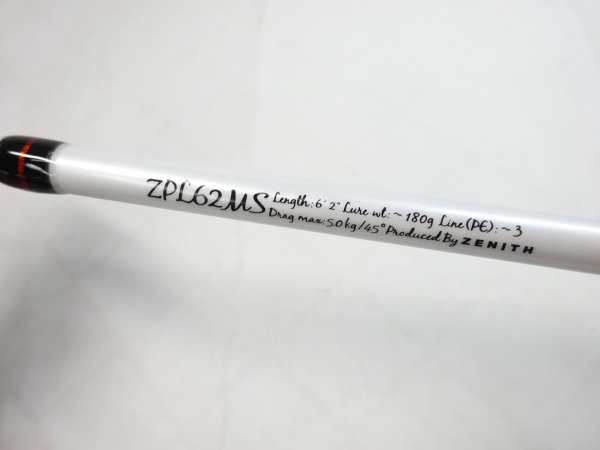 ZPL62MS Length: 6' 2" Lure wt: ~ 180g Line (PE): ~ 3
Drag max: 5.0kg/45° Produced By ZENITH